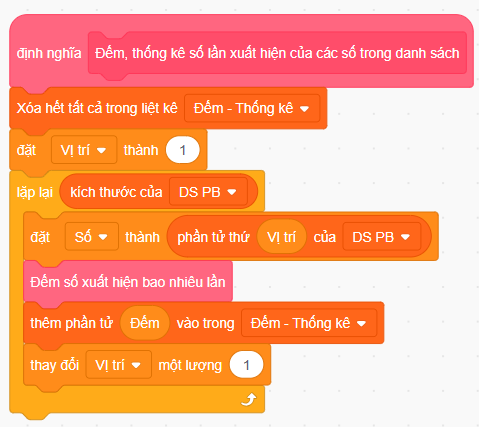 định nghĩa Đếm, thống kê số lần xuất hiện của các số trong danh sách
Xóa hết tất cả trong liệt kê Đếm - Thống kê
đặt Vị trí thành 1
lặp lại kích thước của DS PB
đặt Số thành phần tử thứ Vị trí của DS PB
Đếm số xuất hiện bao nhiêu lần
thêm phần tử Đếm vào trong Đếm - Thống kê
thay đổi Vị trí một lượng 1